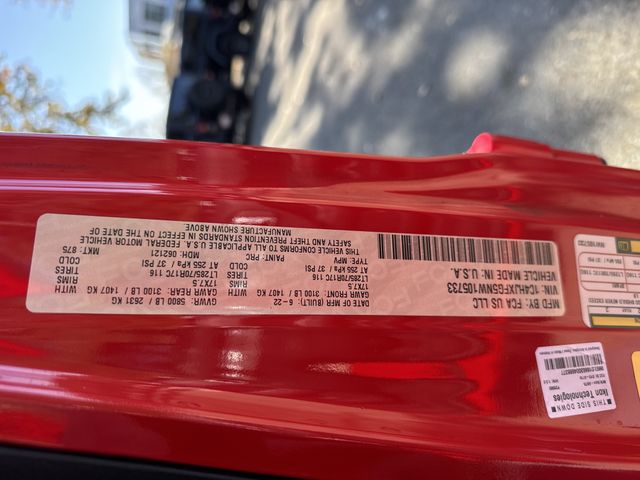 MFD BY: FCA US LLC
DATE OF MFR (BUILT): 6-22
GVWR: 5800 LB 2631 KG
GAWR FRONT: 3100 LB 1407 KG
GAWR REAR: 3100 LB 1407 KG
WITH
17X7.5
RIMS
WITH
17X7.5
RIMS
LT285/70R17C 116
TIRES
LT285/70R17C 116
TIRES
AT 255 kPa / 37 PSI
COLD
AT 255 kPa / 37 PSI
COLD
THIS VEHICLE CONFORMS TO ALL APPLICABLE U.S.A. FEDERAL MOTOR VEHICLE
SAFETY AND THEFT PREVENTION STANDARDS IN EFFECT ON THE DATE OF
MANUFACTURE SHOWN ABOVE
VIN: 1C4JJXFG5NW105733
VEHICLE MADE IN: U.S.A.
TYPE: MPV
PAINT: PRC
MDH: 062121
MKT: 875
THIS SIDE DOWN
Ikon Technologies